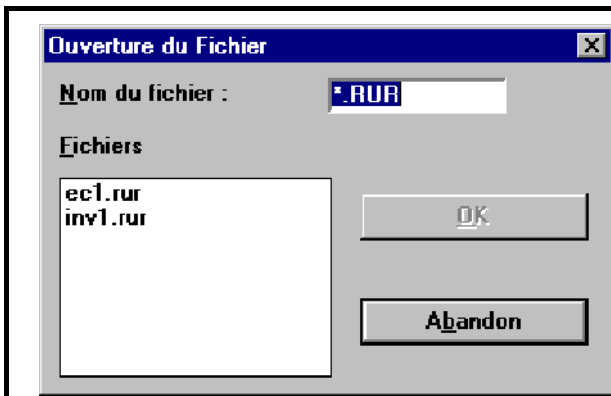 Ouverture du Fichier
Nom du fichier :
*.RUR
Fichiers
ec1.rur
inv1.rur
OK
Abandon